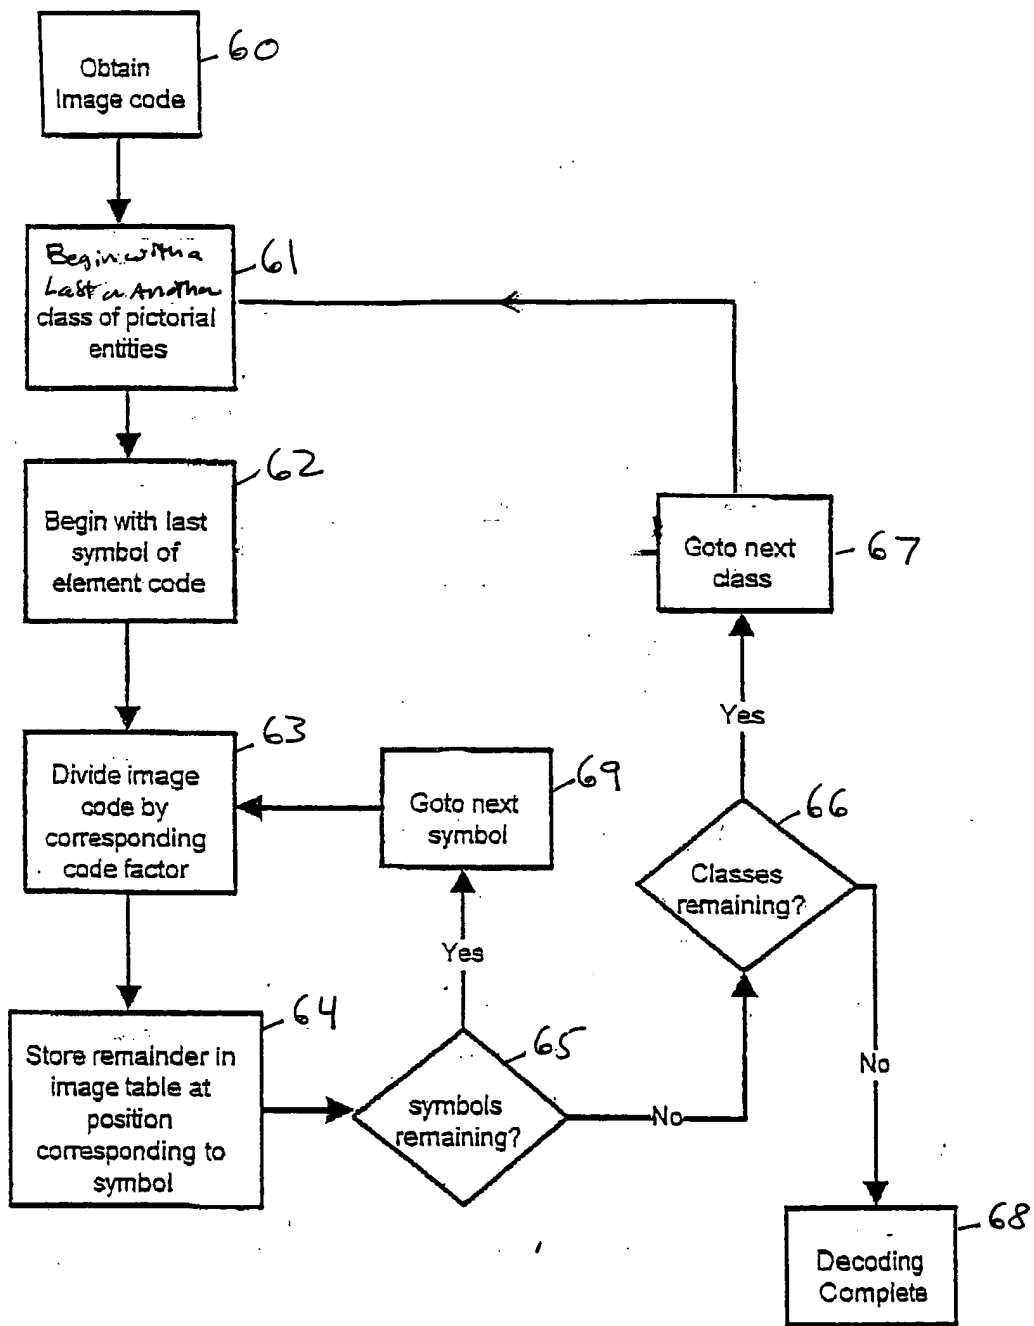 Obtain
Image code
60
Begin with a
Last or Another
class of pictorial
entities
61
Begin with last
symbol of
element code
62
Divide image
code by
corresponding
code factor
63
Goto next
symbol
69
Goto next
class
67
Yes
Yes
Classes
remaining?
66
Store remainder in
image table at
position
corresponding to
symbol
64
symbols
remaining?
65
No
No
Decoding
Complete
68